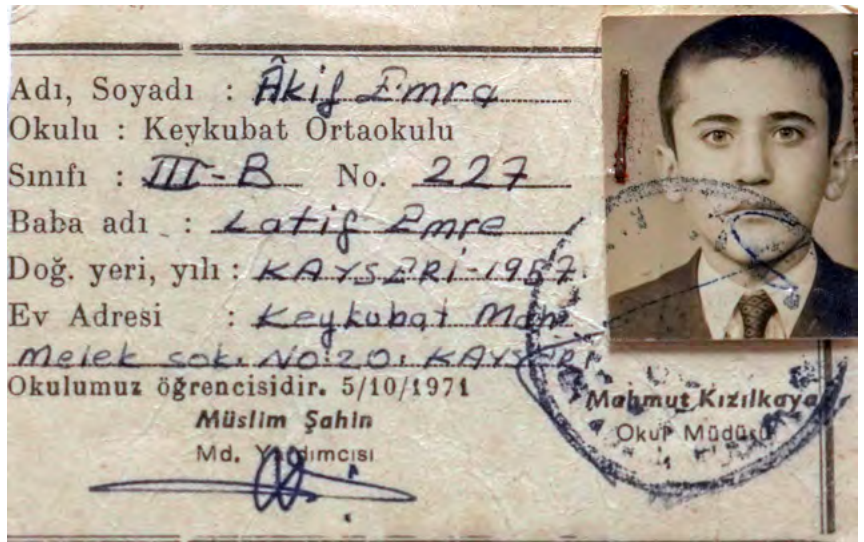 Adı, Soyadı : Âkif Emre
Okulu : Keykubat Ortaokulu
Sınıfı : III-B No. 227
Baba adı : Latif Emre
Doğ. yeri, yılı : KAYSERİ-1957
Ev Adresi : Keykubat Mah
Melek sok. NO:20. KAYSERİ
Okulumuz öğrencisidir. 5/10/1971
Müslim Şahin
Md. Yardımcısı
Mahmut Kızılkaya
Okul Müdürü